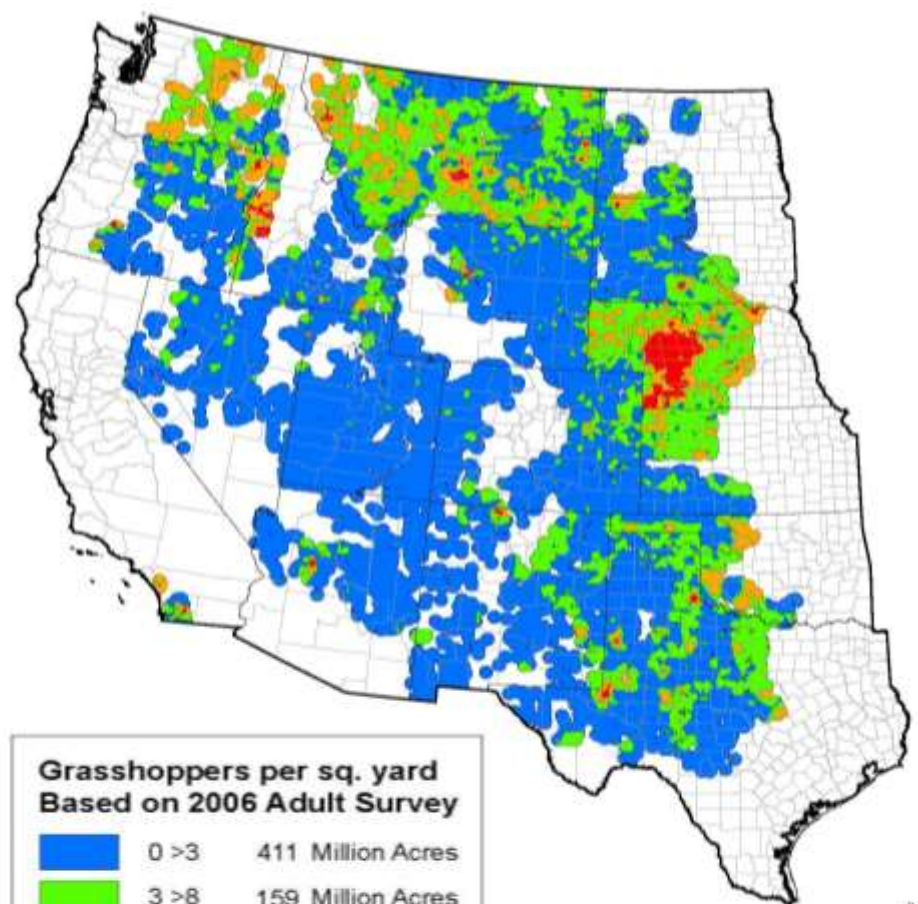 Grasshoppers per sq. yard
Based on 2006 Adult Survey
0 >3 411 Million Acres
3 >8 159 Million Acres